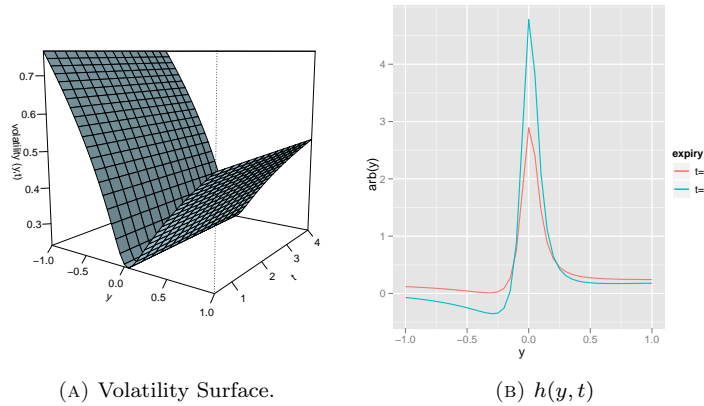 0.7
0.6
0.5
0.4
0.3
volatility (y,t)
−1.0
−0.5
0.0
0.5
1.0
y
1
2
3
4
t
4
3
2
1
0
arb(y)
−1.0
−0.5
0.0
0.5
1.0
y
expiry
t=
t=
(A) Volatility Surface.
(B) h(y, t)